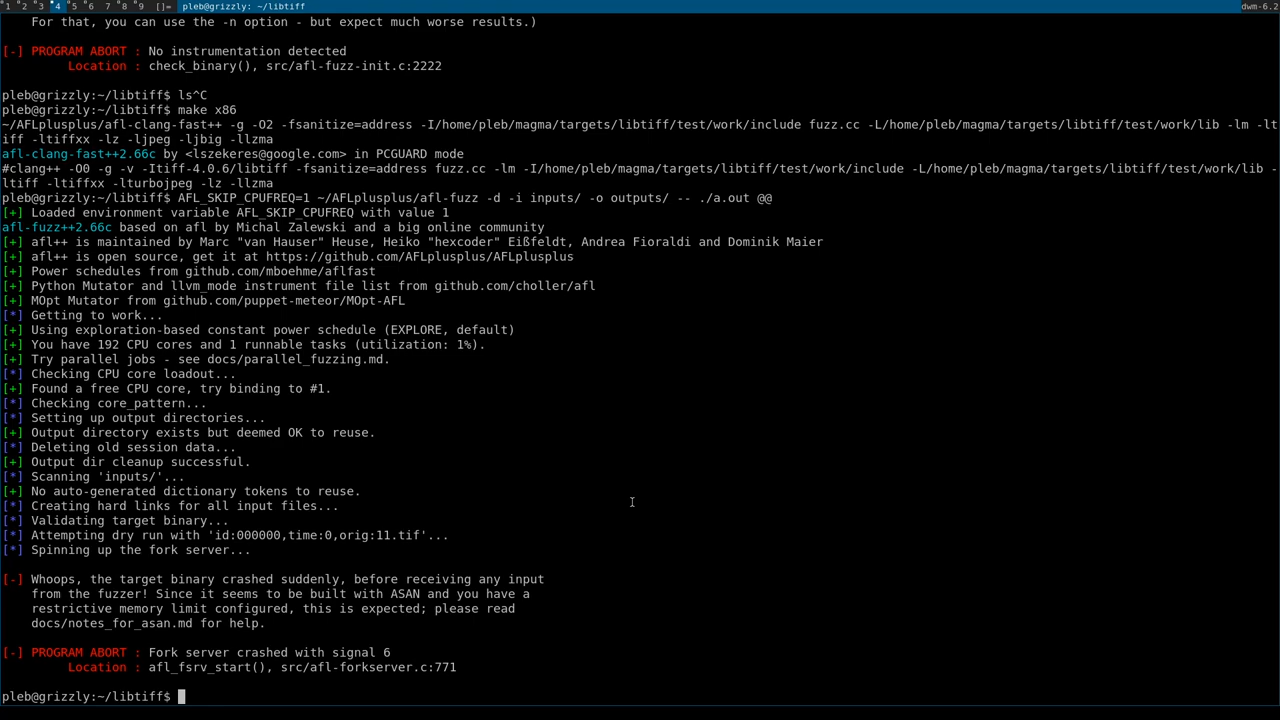 1 2 3 4 5 6 7 8 9 []= pleb@grizzly: ~/libtiff dwm-6.2
For that, you can use the -n option - but expect much worse results.)
[-] PROGRAM ABORT : No instrumentation detected
Location : check_binary(), src/afl-fuzz-init.c:2222
pleb@grizzly:~/libtiff$ ls^C
pleb@grizzly:~/libtiff$ make x86
~/AFLplusplus/afl-clang-fast++ -g -O2 -fsanitize=address -I/home/pleb/magma/targets/libtiff/test/work/include fuzz.cc -L/home/pleb/magma/targets/libtiff/test/work/lib -lm -lt
iff -ltiffxx -lz -ljpeg -ljbig -llzma
afl-clang-fast++2.66c by <lszekeres@google.com> in PCGUARD mode
#clang++ -O0 -g -v -Itiff-4.0.6/libtiff -fsanitize=address fuzz.cc -lm -I/home/pleb/magma/targets/libtiff/test/work/include -L/home/pleb/magma/targets/libtiff/test/work/lib -
ltiff -ltiffxx -lturbojpeg -lz -llzma
pleb@grizzly:~/libtiff$ AFL_SKIP_CPUFREQ=1 ~/AFLplusplus/afl-fuzz -d -i inputs/ -o outputs/ -- ./a.out @@
[+] Loaded environment variable AFL_SKIP_CPUFREQ with value 1
afl-fuzz++2.66c based on afl by Michal Zalewski and a big online community
[+] afl++ is maintained by Marc "van Hauser" Heuse, Heiko "hexcoder" Eißfeldt, Andrea Fioraldi and Dominik Maier
[+] afl++ is open source, get it at https://github.com/AFLplusplus/AFLplusplus
[+] Power schedules from github.com/mboehme/aflfast
[+] Python Mutator and llvm_mode instrument file list from github.com/choller/afl
[+] MOpt Mutator from github.com/puppet-meteor/MOpt-AFL
[*] Getting to work...
[+] Using exploration-based constant power schedule (EXPLORE, default)
[+] You have 192 CPU cores and 1 runnable tasks (utilization: 1%).
[+] Try parallel jobs - see docs/parallel_fuzzing.md.
[*] Checking CPU core loadout...
[+] Found a free CPU core, try binding to #1.
[*] Checking core_pattern...
[*] Setting up output directories...
[+] Output directory exists but deemed OK to reuse.
[*] Deleting old session data...
[+] Output dir cleanup successful.
[*] Scanning 'inputs/'...
[+] No auto-generated dictionary tokens to reuse.
[*] Creating hard links for all input files...
[*] Validating target binary...
[*] Attempting dry run with 'id:000000,time:0,orig:11.tif'...
[*] Spinning up the fork server...
[-] Whoops, the target binary crashed suddenly, before receiving any input
from the fuzzer! Since it seems to be built with ASAN and you have a
restrictive memory limit configured, this is expected; please read
docs/notes_for_asan.md for help.
[-] PROGRAM ABORT : Fork server crashed with signal 6
Location : afl_fsrv_start(), src/afl-forkserver.c:771
pleb@grizzly:~/libtiff$